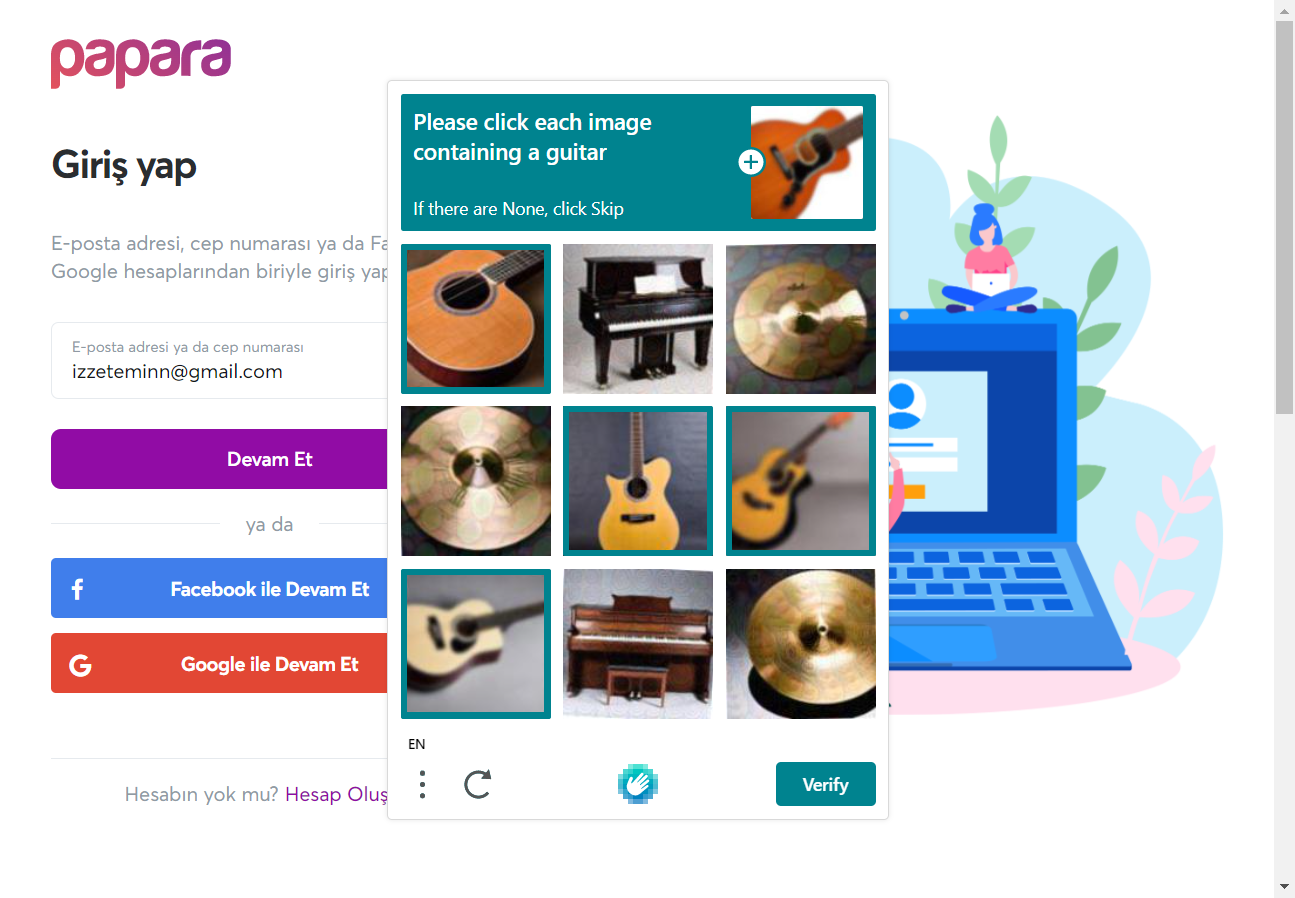 papara
Giriş yap
E-posta adresi, cep numarası ya da Fa
Google hesaplarından biriyle giriş yap
E-posta adresi ya da cep numarası
izzeteminn@gmail.com
Devam Et
ya da
Facebook ile Devam Et
Google ile Devam Et
Hesabın yok mu? Hesap Oluş
Please click each image
containing a guitar
If there are None, click Skip
EN
Verify